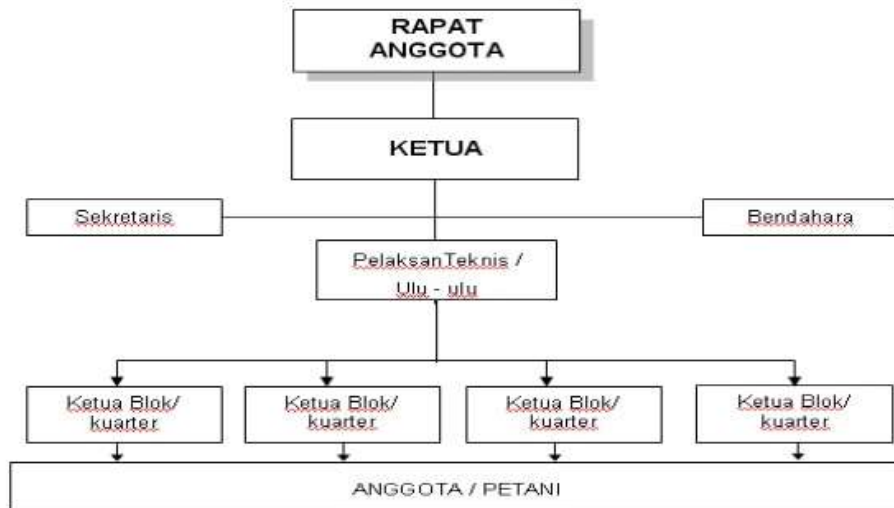 RAPAT
ANGGOTA
KETUA
Sekretaris
Bendahara
PelaksanTeknis /
Ulu - ulu
Ketua Blok/
kuarter
Ketua Blok/
kuarter
Ketua Blok/
kuarter
Ketua Blok/
kuarter
ANGGOTA / PETANI